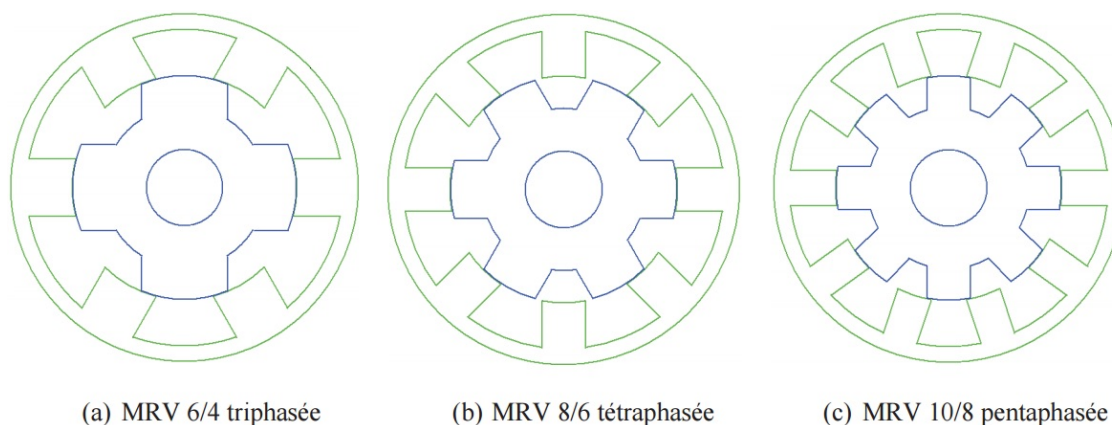 (a) MRV 6/4 triphasée
(b) MRV 8/6 tétraphasée
(c) MRV 10/8 pentaphasée